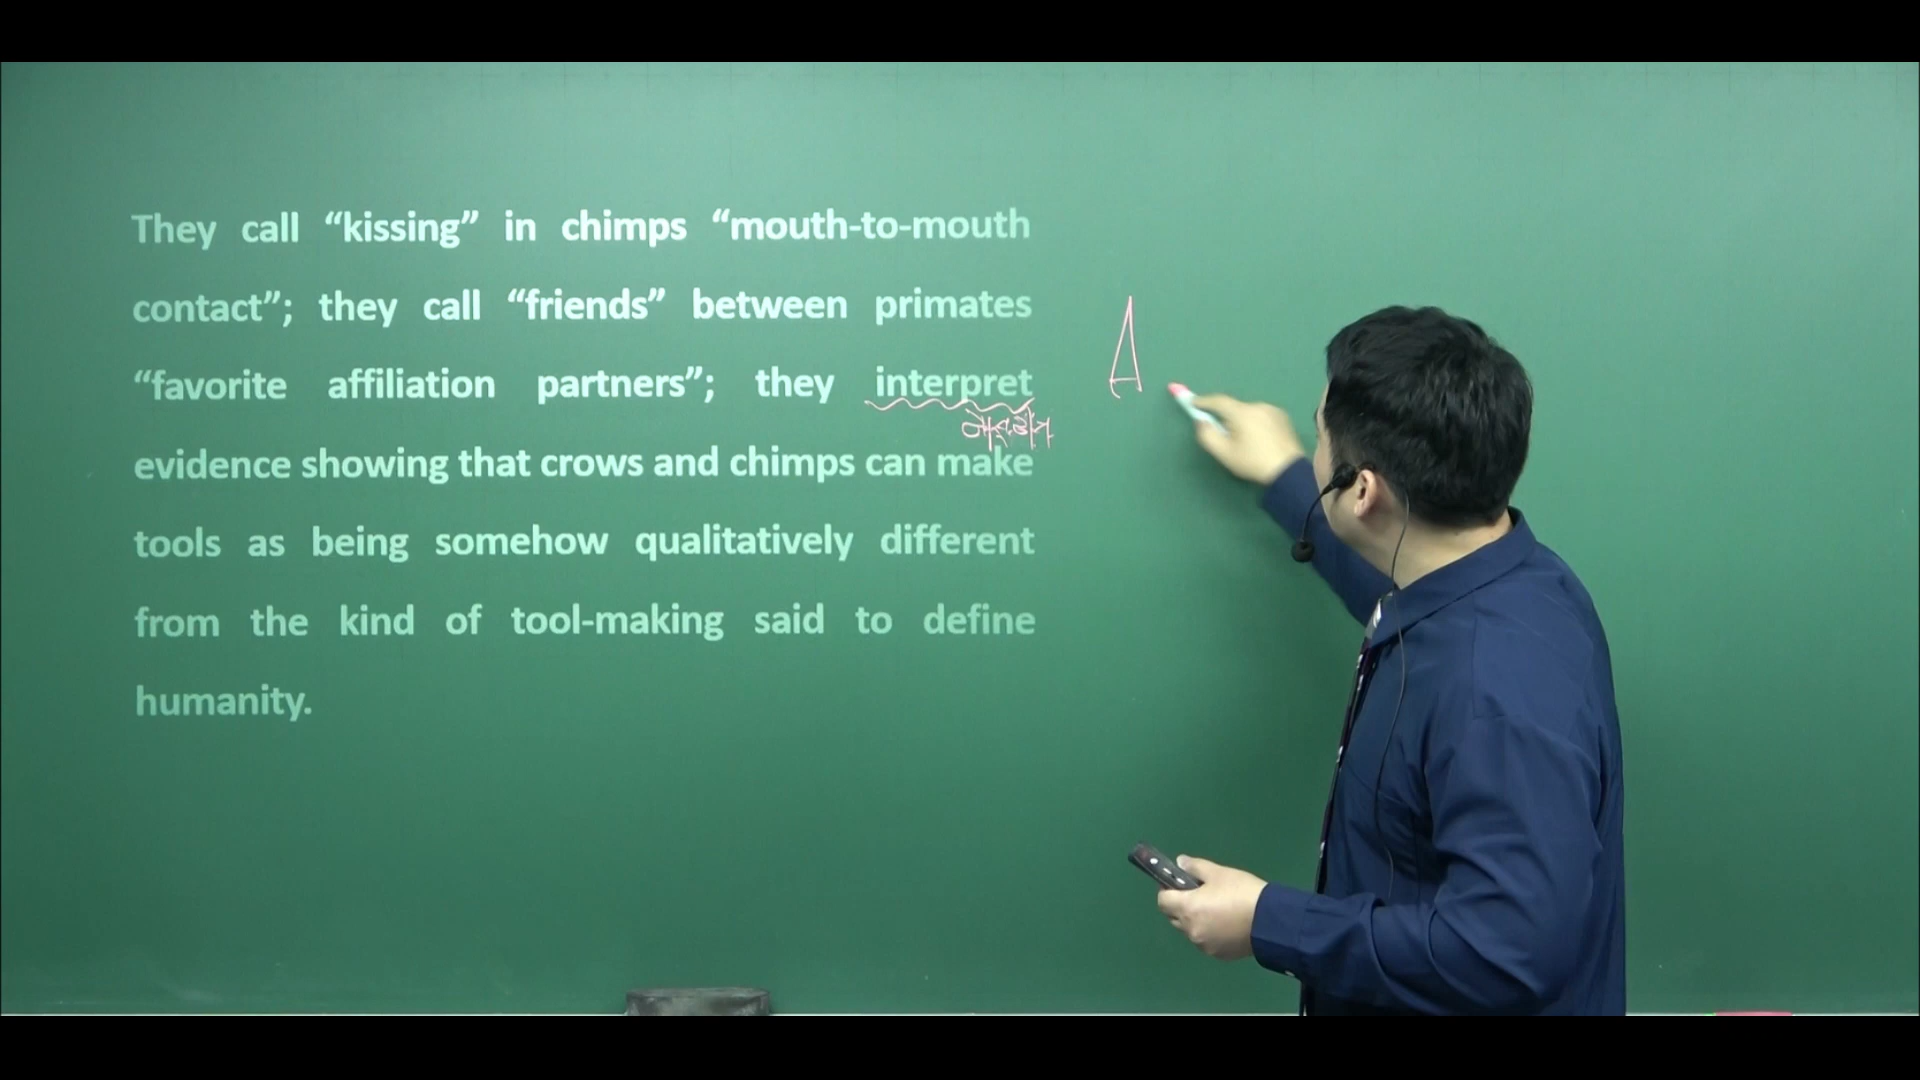 They call “kissing” in chimps “mouth-to-mouth
contact”; they call “friends” between primates
“favorite affiliation partners”; they interpret
evidence showing that crows and chimps can make
tools as being somehow qualitatively different
from the kind of tool-making said to define
humanity.
A